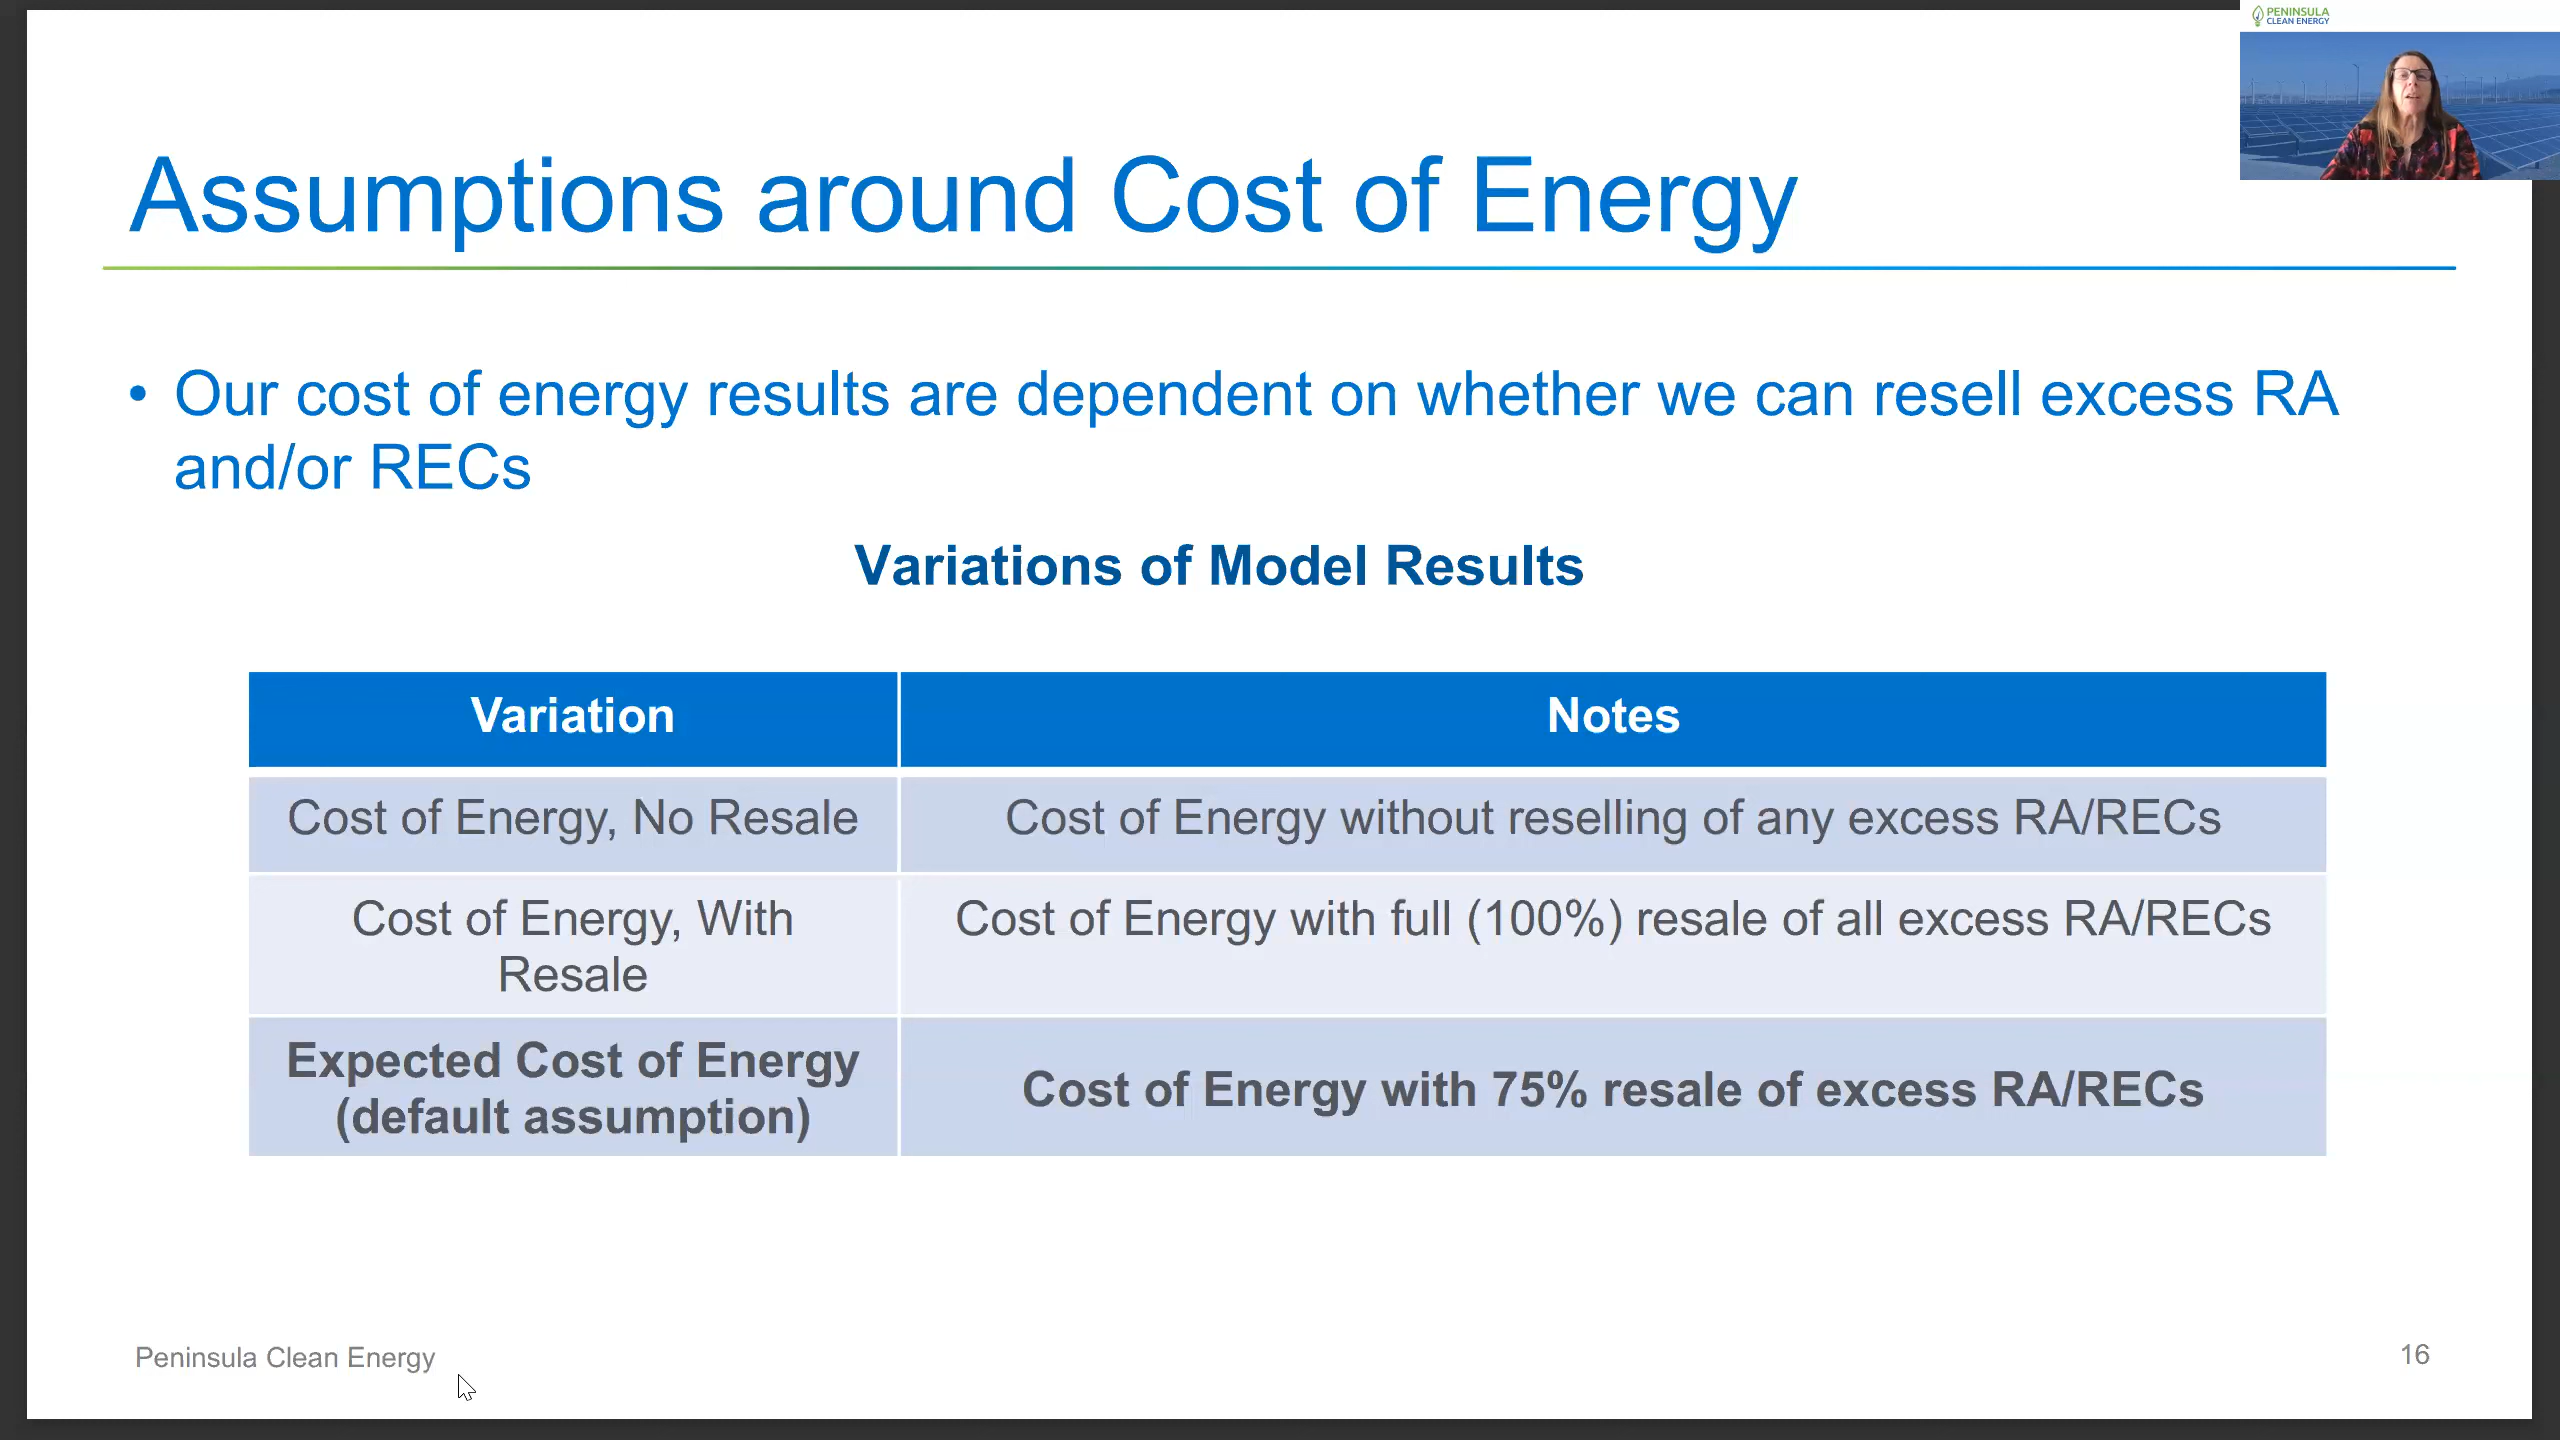 PENINSULA
CLEAN ENERGY
Assumptions around Cost of Energy
• Our cost of energy results are dependent on whether we can resell excess RA
and/or RECs
Variations of Model Results
Variation
Notes
Cost of Energy, No Resale
Cost of Energy without reselling of any excess RA/RECs
Cost of Energy, With
Resale
Cost of Energy with full (100%) resale of all excess RA/RECs
Expected Cost of Energy
(default assumption)
Cost of Energy with 75% resale of excess RA/RECs
Peninsula Clean Energy
16